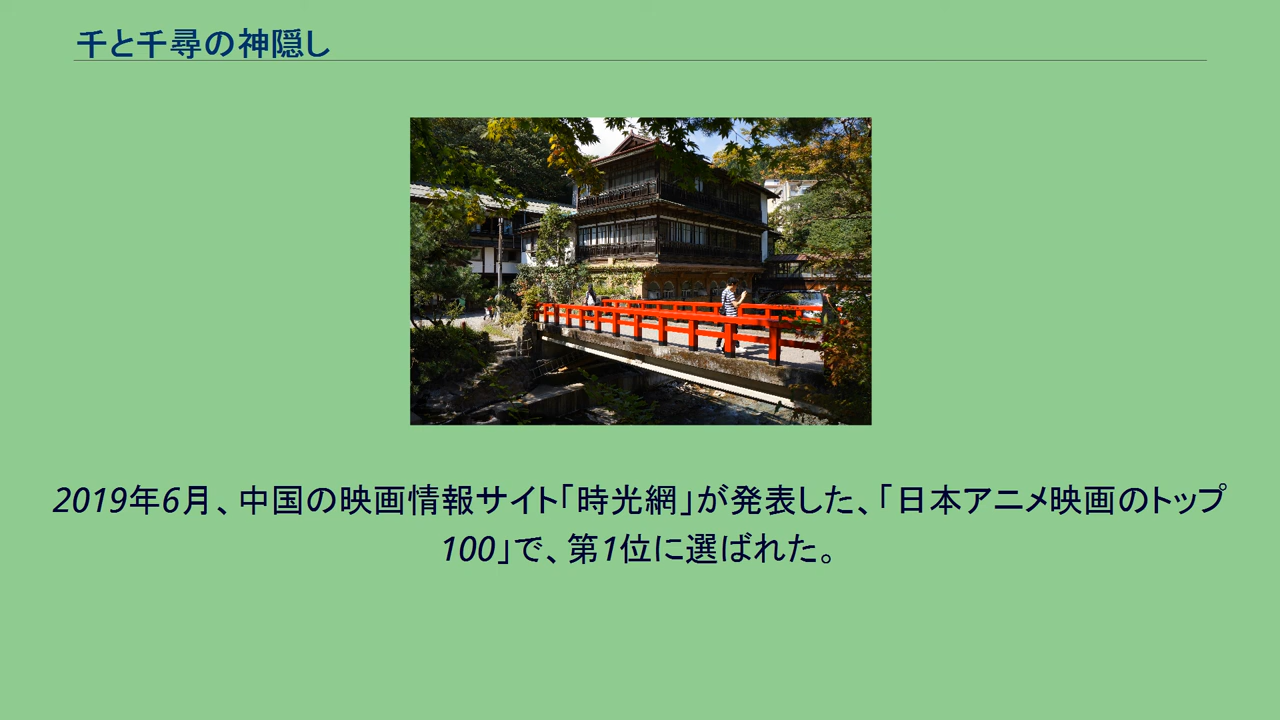 千と千尋の神隠し
2019年6月、中国の映画情報サイト「時光網」が発表した、「日本アニメ映画のトップ
100」で、第1位に選ばれた。